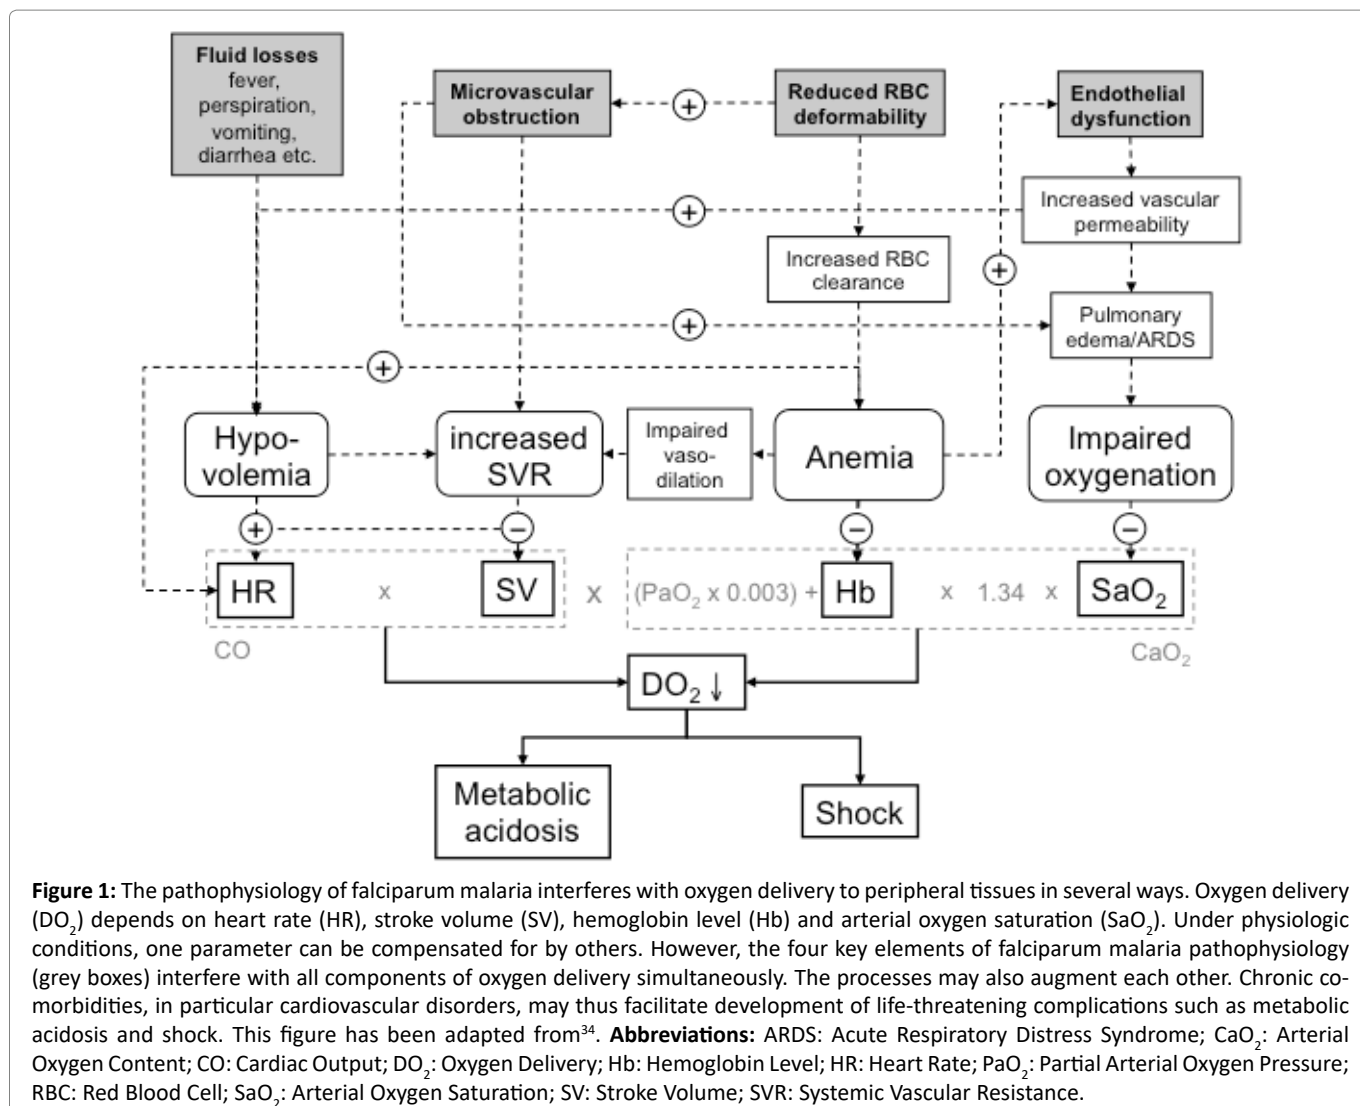 Fluid losses
fever,
perspiration,
vomiting,
diarrhea etc.
Microvascular
obstruction
+
Reduced RBC
deformability
Endothelial
dysfunction
+
Increased vascular
permeability
Increased RBC
clearance
+
+
Pulmonary
edema/ARDS
+
Hypo-
volemia
increased
SVR
Impaired
vaso-
dilation
Anemia
Impaired
oxygenation
+
−
−
−
HR x SV x (PaO₂ x 0.003) + Hb x 1.34 x SaO₂
CO
CaO₂
DO₂ ↓
Metabolic
acidosis
Shock
Figure 1: The pathophysiology of falciparum malaria interferes with oxygen delivery to peripheral tissues in several ways. Oxygen delivery
(DO₂) depends on heart rate (HR), stroke volume (SV), hemoglobin level (Hb) and arterial oxygen saturation (SaO₂). Under physiologic
conditions, one parameter can be compensated for by others. However, the four key elements of falciparum malaria pathophysiology
(grey boxes) interfere with all components of oxygen delivery simultaneously. The processes may also augment each other. Chronic co-
morbidities, in particular cardiovascular disorders, may thus facilitate development of life-threatening complications such as metabolic
acidosis and shock. This figure has been adapted from³⁴. Abbreviations: ARDS: Acute Respiratory Distress Syndrome; CaO₂: Arterial
Oxygen Content; CO: Cardiac Output; DO₂: Oxygen Delivery; Hb: Hemoglobin Level; HR: Heart Rate; PaO₂: Partial Arterial Oxygen Pressure;
RBC: Red Blood Cell; SaO₂: Arterial Oxygen Saturation; SV: Stroke Volume; SVR: Systemic Vascular Resistance.